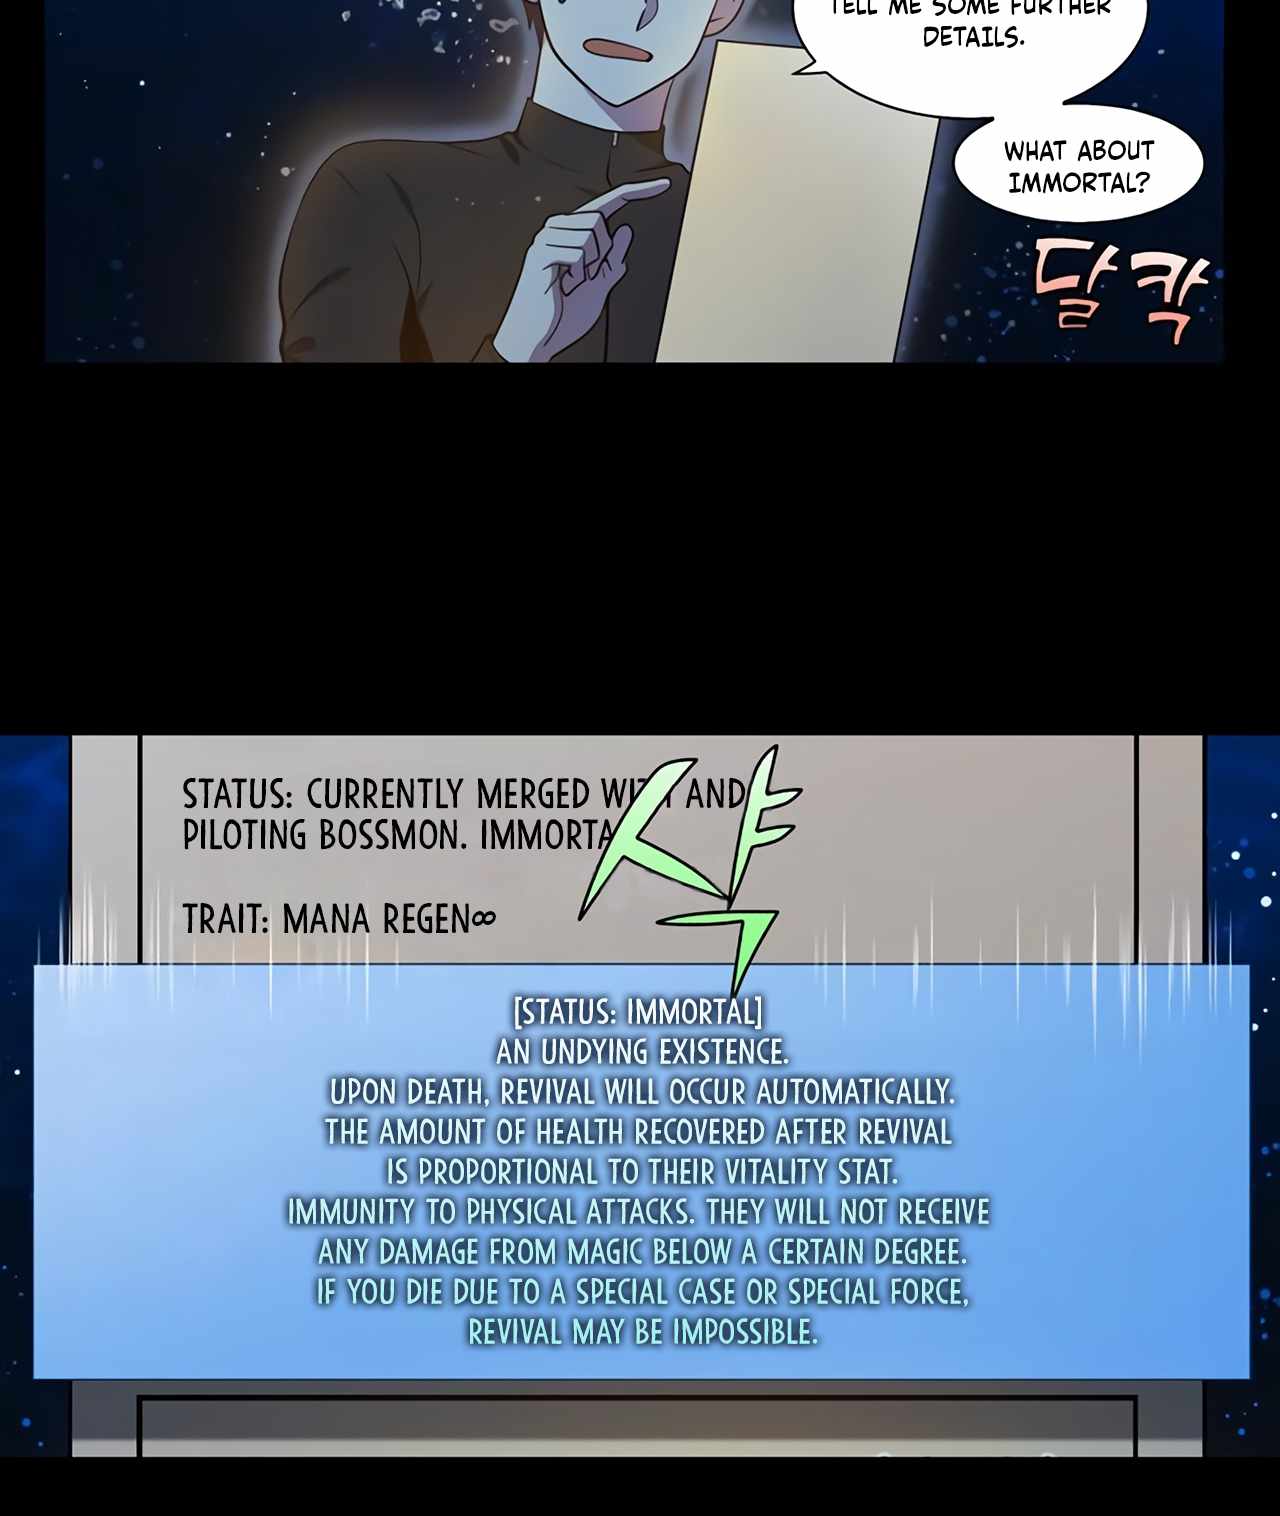 TELL ME SOME FURTHER
DETAILS.
WHAT ABOUT
IMMORTAL?
달칵
STATUS: CURRENTLY MERGED WITH AND
PILOTING BOSSMON. IMMORTA
샥
TRAIT: MANA REGEN∞
[STATUS: IMMORTAL]
AN UNDYING EXISTENCE.
UPON DEATH, REVIVAL WILL OCCUR AUTOMATICALLY.
THE AMOUNT OF HEALTH RECOVERED AFTER REVIVAL
IS PROPORTIONAL TO THEIR VITALITY STAT.
IMMUNITY TO PHYSICAL ATTACKS. THEY WILL NOT RECEIVE
ANY DAMAGE FROM MAGIC BELOW A CERTAIN DEGREE.
IF YOU DIE DUE TO A SPECIAL CASE OR SPECIAL FORCE,
REVIVAL MAY BE IMPOSSIBLE.